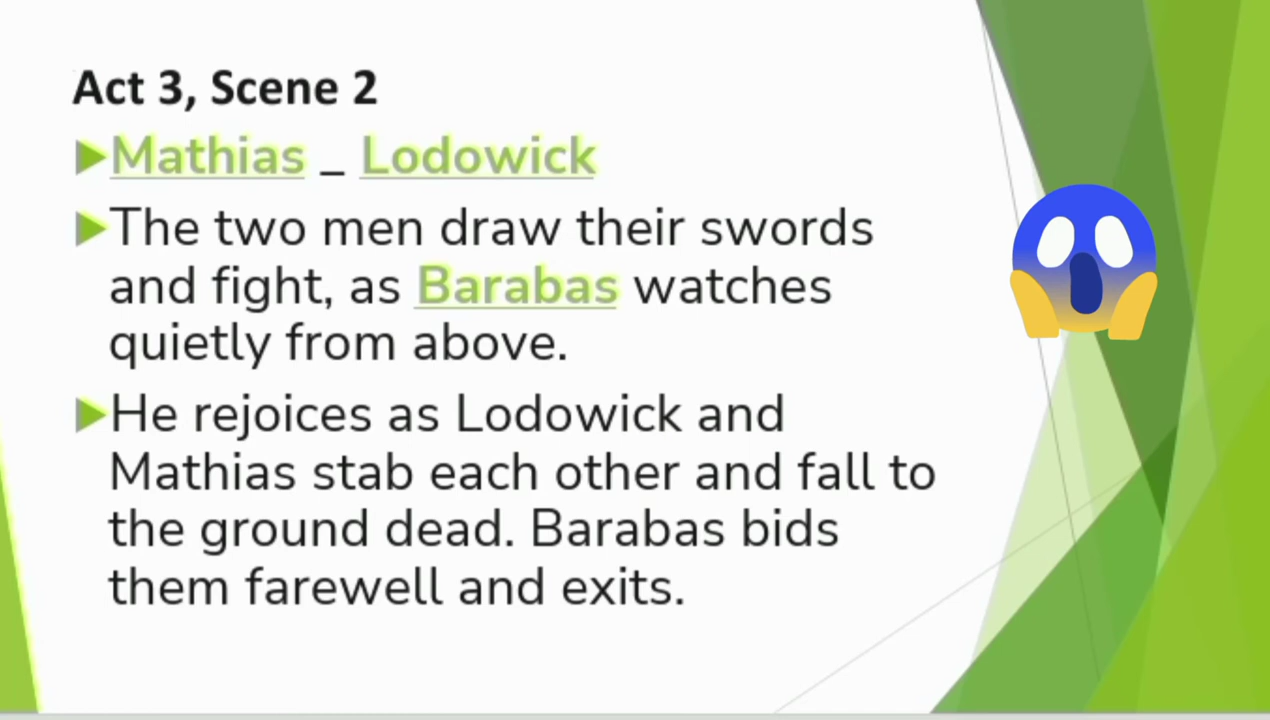 Act 3, Scene 2
Mathias _ Lodowick
The two men draw their swords
and fight, as Barabas watches
quietly from above.
He rejoices as Lodowick and
Mathias stab each other and fall to
the ground dead. Barabas bids
them farewell and exits.